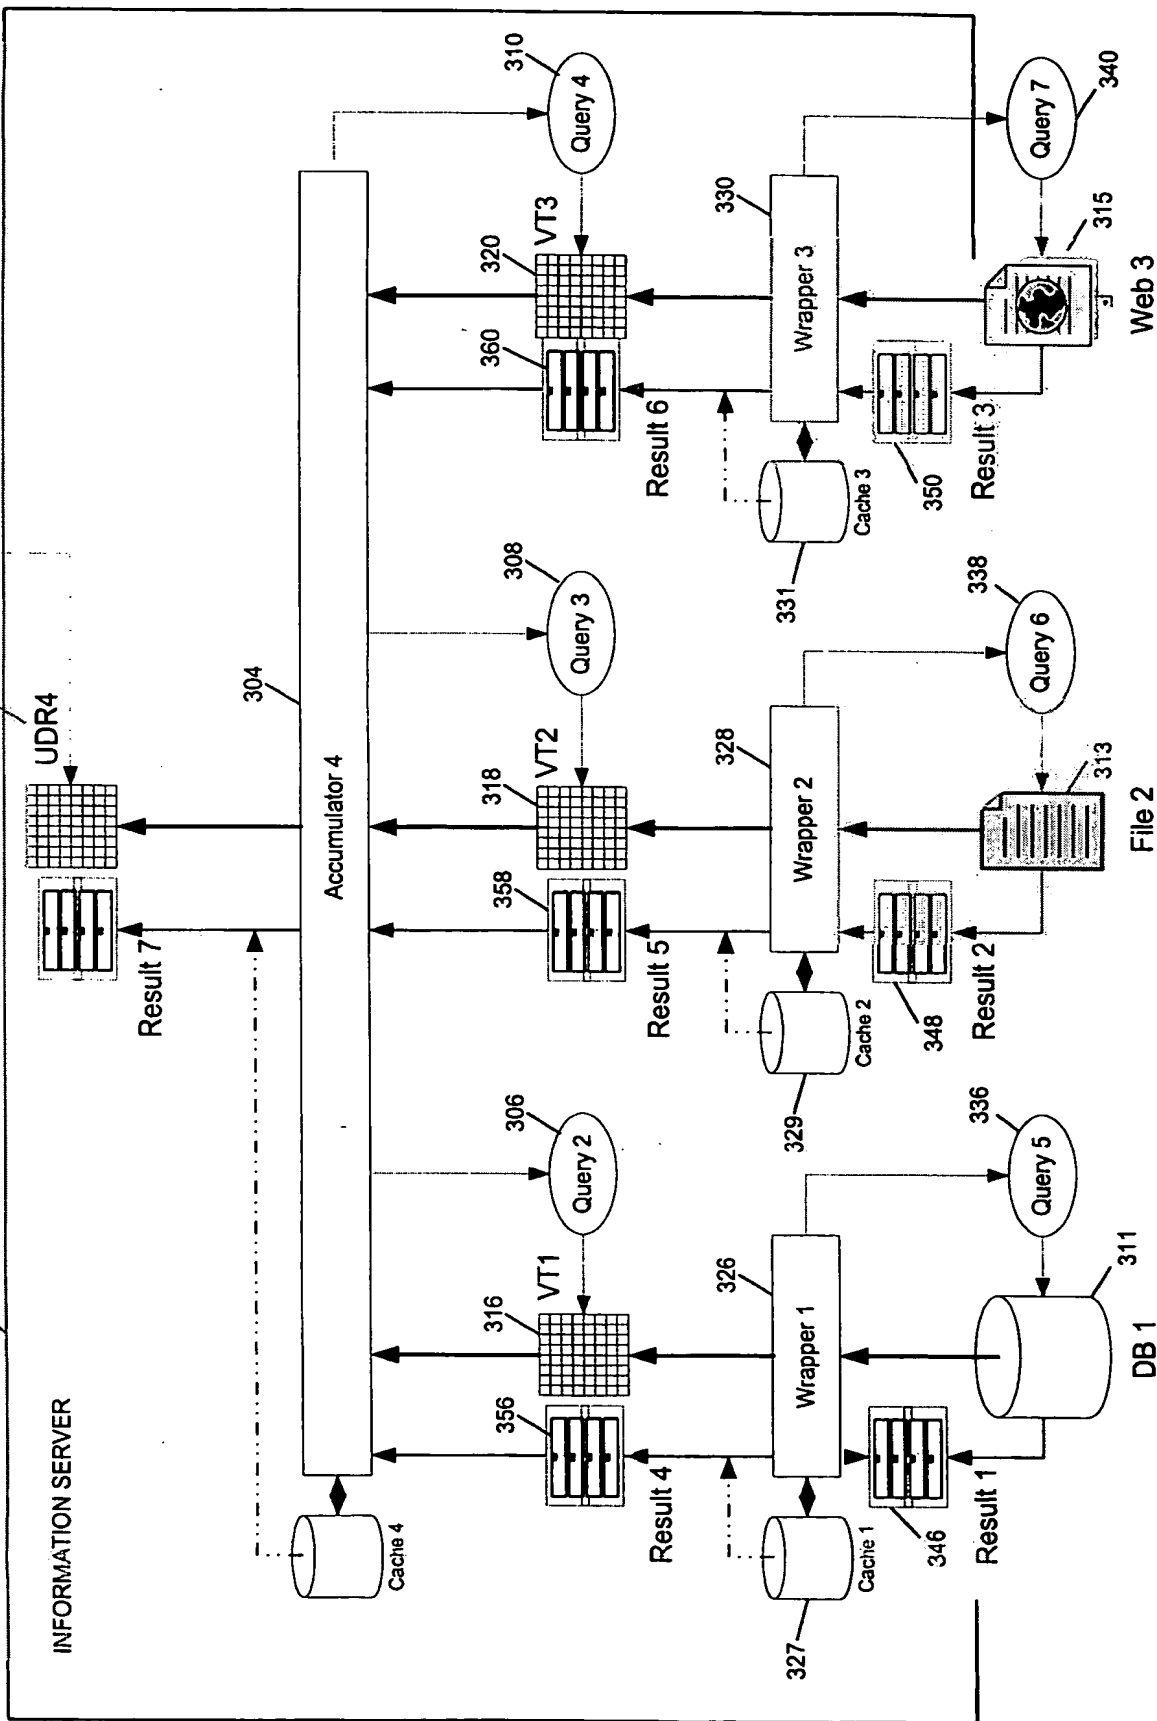 INFORMATION SERVER
UDR4
Result 7
304
Accumulator 4
Cache 4
306
Query 2
308
Query 3
310
Query 4
VT1
316
356
Result 4
VT2
318
358
Result 5
VT3
320
360
Result 6
326
Wrapper 1
Cache 1
327
328
Wrapper 2
Cache 2
329
330
Wrapper 3
Cache 3
331
346
Result 1
336
Query 5
311
DB 1
348
Result 2
338
Query 6
313
File 2
350
Result 3
340
Query 7
315
Web 3